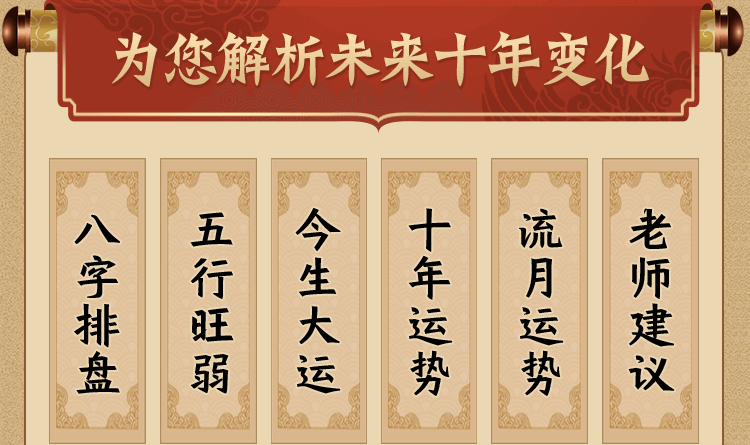 为您解析未来十年变化
八字排盘
五行旺弱
今生大运
十年运势
流月运势
老师建议